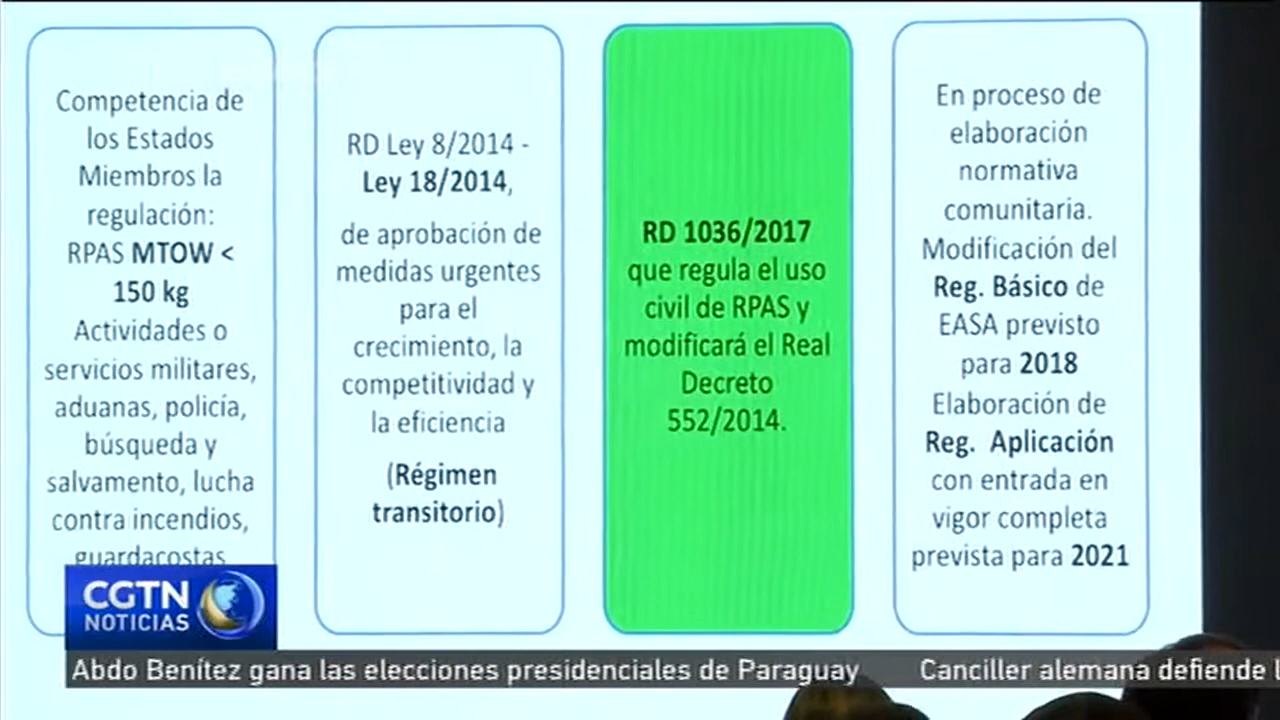 Competencia de
los Estados
Miembros la
regulación:
RPAS MTOW <
150 kg
Actividades o
servicios militares,
aduanas, policía,
búsqueda y
salvamento, lucha
contra incendios,
guardacostas
RD Ley 8/2014 -
Ley 18/2014,
de aprobación de
medidas urgentes
para el
crecimiento, la
competitividad y
la eficiencia
(Régimen
transitorio)
RD 1036/2017
que regula el uso
civil de RPAS y
modificará el Real
Decreto
552/2014.
En proceso de
elaboración
normativa
comunitaria.
Modificación del
Reg. Básico de
EASA previsto
para 2018
Elaboración de
Reg. Aplicación
con entrada en
vigor completa
prevista para 2021
CGTN
NOTICIAS
Abdo Benítez gana las elecciones presidenciales de Paraguay
Canciller alemana defiende